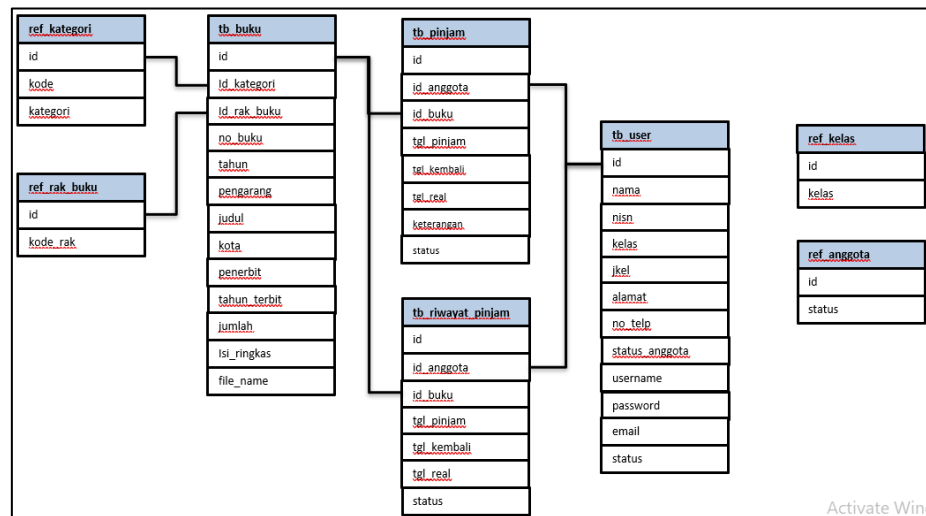 ref_kategori
id
kode
kategori
ref_rak_buku
id
kode_rak
tb_buku
id
Id_kategori
Id_rak_buku
no_buku
tahun
pengarang
judul
kota
penerbit
tahun_terbit
jumlah
Isi_ringkas
file_name
tb_pinjam
id
id_anggota
id_buku
tgl_pinjam
tgl_kembali
tgl_real
keterangan
status
tb_riwayat_pinjam
id
id_anggota
id_buku
tgl_pinjam
tgl_kembali
tgl_real
status
tb_user
id
nama
nisn
kelas
jkel
alamat
no_telp
status_anggota
username
password
email
status
ref_kelas
id
kelas
ref_anggota
id
status
Activate Win